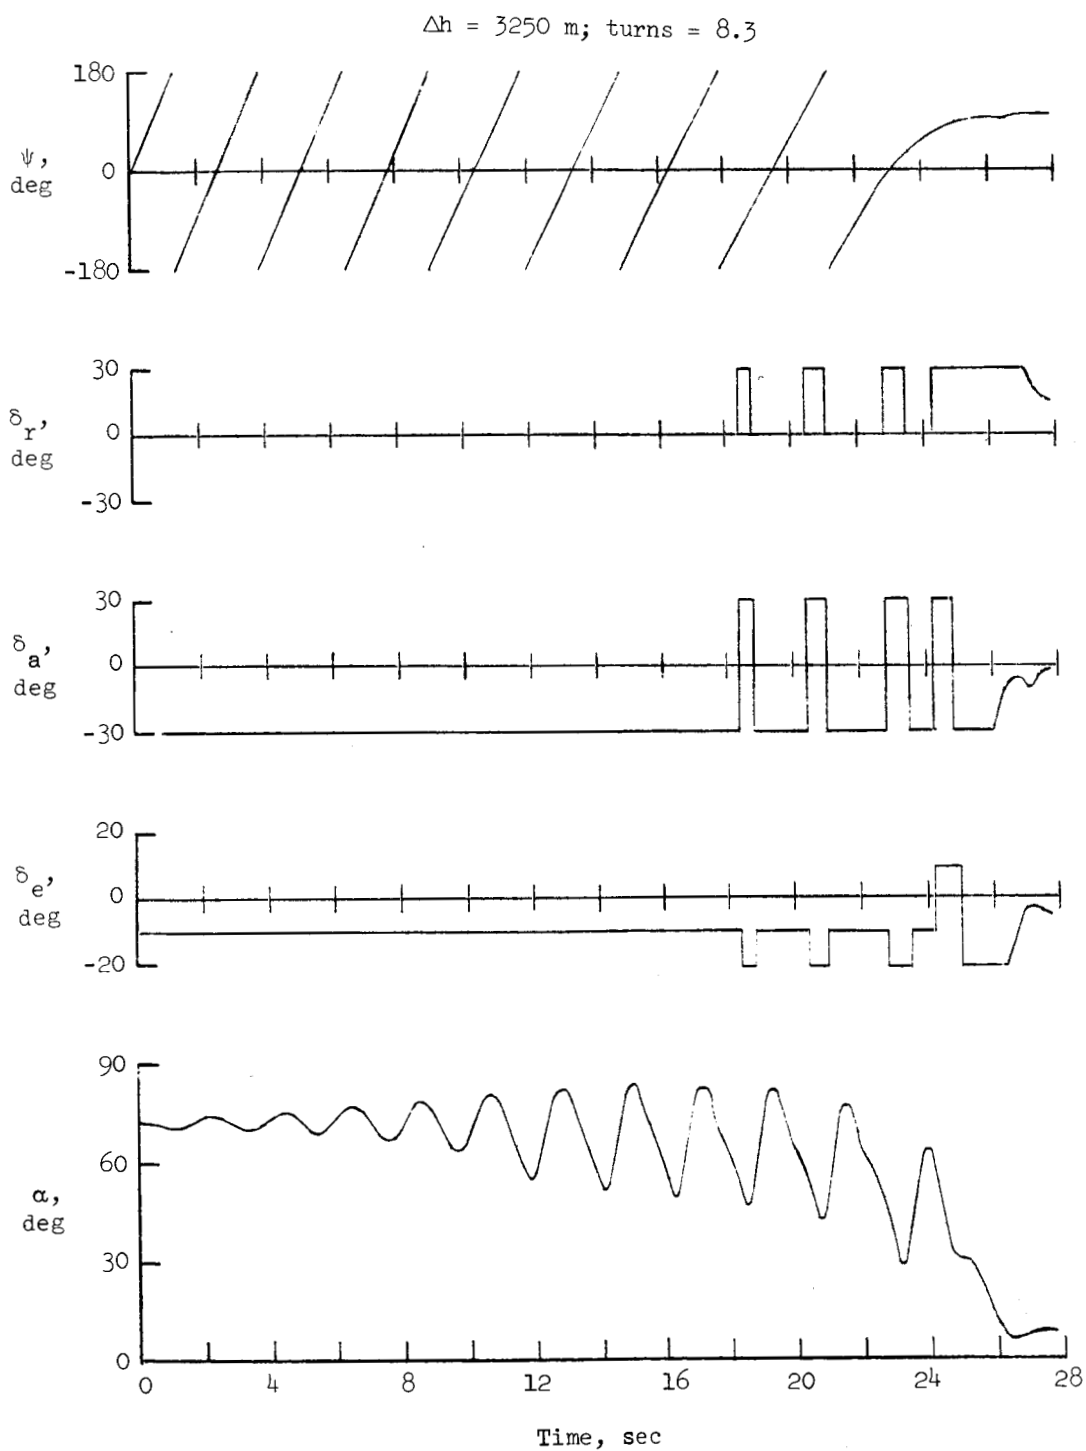 Δh = 3250 m; turns = 8.3
180
ψ,
deg
0
-180
30
δr,
deg
0
-30
30
δa,
deg
0
-30
20
δe,
deg
0
-20
90
60
α,
deg
30
0
0 4 8 12 16 20 24 28
Time, sec